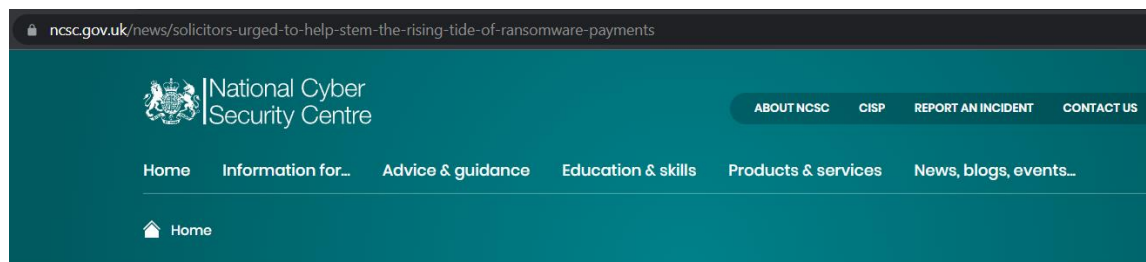 ncsc.gov.uk/news/solicitors-urged-to-help-stem-the-rising-tide-of-ransomware-payments
National Cyber
Security Centre
ABOUT NCSC CISP REPORT AN INCIDENT CONTACT US
Home Information for... Advice & guidance Education & skills Products & services News, blogs, events...
Home